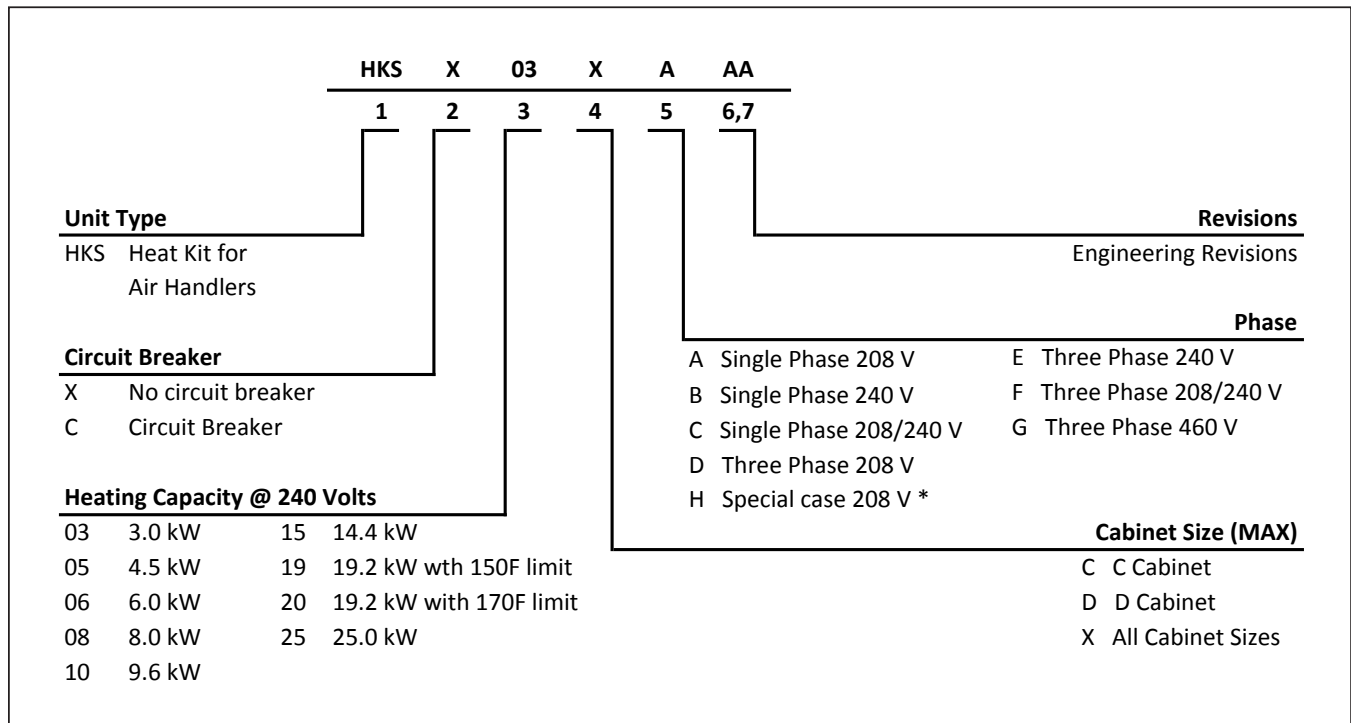 HKS X 03 X A AA
1 2 3 4 5 6,7
Unit Type
HKS Heat Kit for
Air Handlers
Circuit Breaker
X No circuit breaker
C Circuit Breaker
Heating Capacity @ 240 Volts
03 3.0 kW 15 14.4 kW
05 4.5 kW 19 19.2 kW wth 150F limit
06 6.0 kW 20 19.2 kW with 170F limit
08 8.0 kW 25 25.0 kW
10 9.6 kW
Revisions
Engineering Revisions
Phase
A Single Phase 208 V E Three Phase 240 V
B Single Phase 240 V F Three Phase 208/240 V
C Single Phase 208/240 V G Three Phase 460 V
D Three Phase 208 V
H Special case 208 V *
Cabinet Size (MAX)
C C Cabinet
D D Cabinet
X All Cabinet Sizes